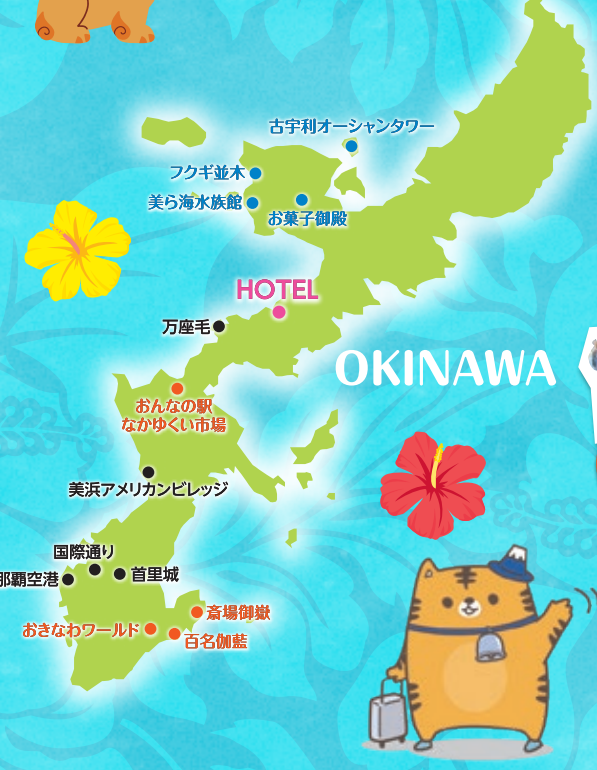 古宇利オーシャンタワー
フクギ並木
美ら海水族館
お菓子御殿
HOTEL
万座毛
OKINAWA
おんなの駅
なかゆくい市場
美浜アメリカンビレッジ
国際通り
那覇空港
首里城
斎場御嶽
おきなわワールド
百名伽藍